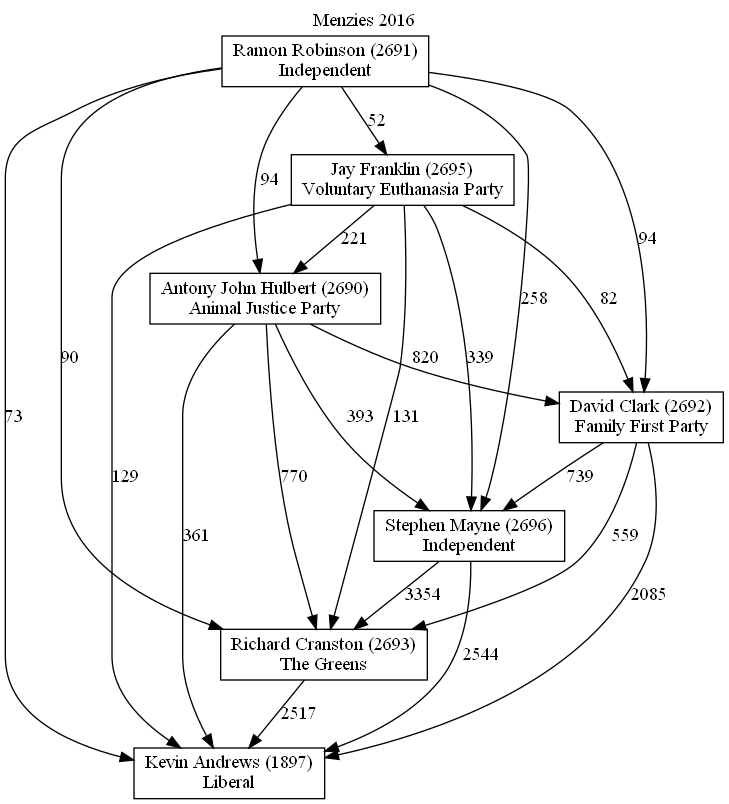 Menzies 2016
Ramon Robinson (2691)
Independent
52
94
Jay Franklin (2695)
Voluntary Euthanasia Party
94
221
Antony John Hulbert (2690)
Animal Justice Party
258
82
339
90
820
131
David Clark (2692)
Family First Party
73
393
129
770
739
Stephen Mayne (2696)
Independent
361
559
3354
2085
Richard Cranston (2693)
The Greens
2544
2517
Kevin Andrews (1897)
Liberal